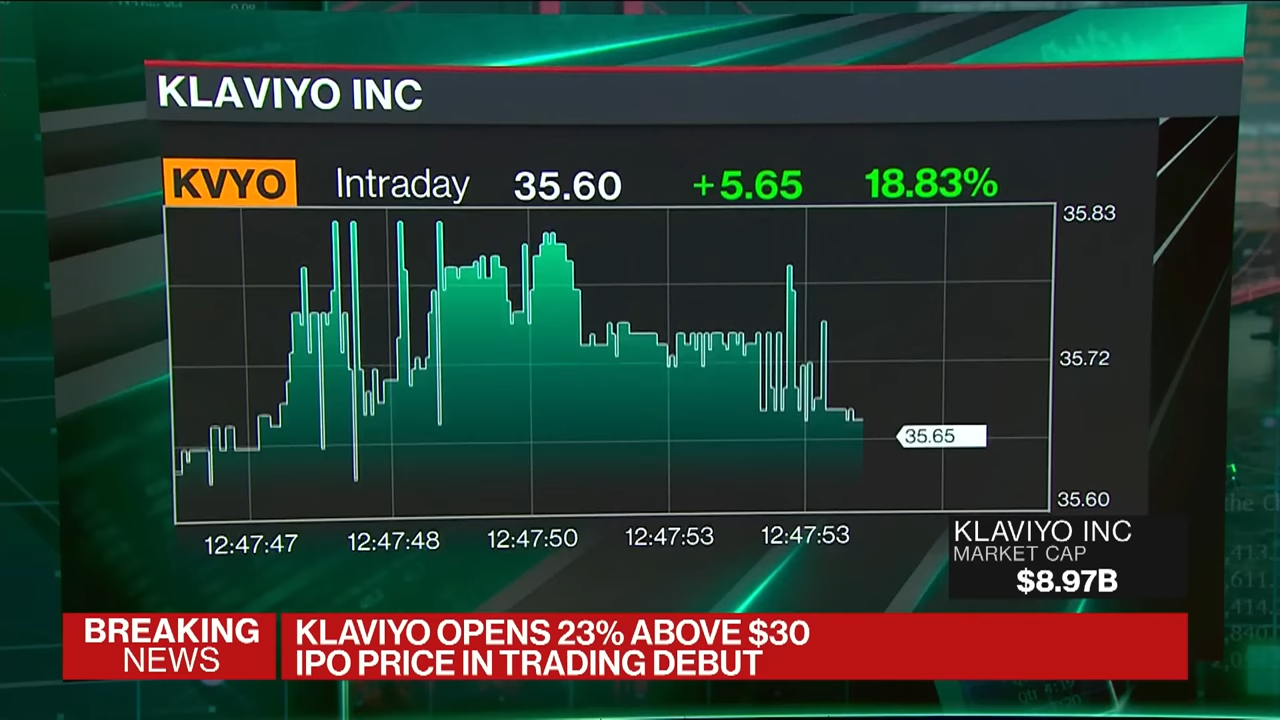 KLAVIYO INC
KVYO Intraday 35.60 +5.65 18.83%
35.83
35.72
35.65
35.60
12:47:47 12:47:48 12:47:50 12:47:53 12:47:53
KLAVIYO INC
MARKET CAP
$8.97B
BREAKING
NEWS
KLAVIYO OPENS 23% ABOVE $30
IPO PRICE IN TRADING DEBUT